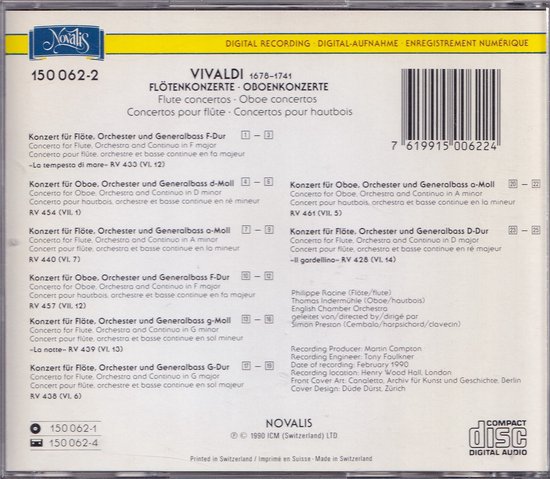 Novalis
DIGITAL RECORDING · DIGITAL-AUFNAHME · ENREGISTREMENT NUMÉRIQUE
150 062-2
VIVALDI 1678-1741
FLÖTENKONZERTE · OBOENKONZERTE
Flute concertos · Oboe concertos
Concertos pour flûte · Concertos pour hautbois
7 619915 006224
Konzert für Flöte, Orchester und Generalbass F-Dur 1 - 3
Concerto for Flute, Orchestra and Continuo in F major
Concerto pour flûte, orchestre et basse continue en fa majeur
«La tempesta di mare» RV 433 (VI. 12)
Konzert für Oboe, Orchester und Generalbass d-Moll 4 - 6
Concerto for Oboe, Orchestra and Continuo in D minor
Concerto pour hautbois, orchestre et basse continue en ré mineur
RV 454 (VII. 1)
Konzert für Flöte, Orchester und Generalbass a-Moll 7 - 9
Concerto for Flute, Orchestra and Continuo in A minor
Concert pour flûte, orchestre et basse continue en la mineur
RV 440 (VI. 7)
Konzert für Oboe, Orchester und Generalbass F-Dur 10 - 12
Concerto for Oboe, Orchestra and Continuo in F major
Concert pour hautbois, orchestre et basse continue en fa majeur
RV 457 (VII. 12)
Konzert für Flöte, Orchester und Generalbass g-Moll 13 - 16
Concerto for Flute, Orchestra and Continuo in G minor
Concert pour flûte, orchestre et basse continue en sol mineur
«La notte» RV 439 (VI. 13)
Konzert für Flöte, Orchester und Generalbass G-Dur 17 - 19
Concerto for Flute, Orchestra and Continuo in G minor
Concert pour flûte, orchestre et basse continue en sol majeur
RV 438 (VI. 6)
Konzert für Oboe, Orchester und Generalbass a-Moll 20 - 22
Concerto for Oboe, Orchestra and Continuo in A minor
Concert pour hautbois, orchestre et basse continue en la mineur
RV 461 (VII. 5)
Konzert für Flöte, Orchester und Generalbass D-Dur 23 - 25
Concerto for Flute, Orchestra and Continuo in D major
Concert pour flûte, orchestre et basse continue en ré majeur
«Il gardellino» RV 428 (VI. 14)
Philippe Racine (Flöte/flute)
Thomas Indermühle (Oboe/hautbois)
English Chamber Orchestra
geleitet von/directed by/dirigé par
Simon Preston (Cembalo/harpsichord/clavecin)
Recording Producer: Martin Compton
Recording Engineer: Tony Faulkner
Date of recording: February 1990
Recording location: Henry Wood Hall, London
Front Cover Art: Canaletto, Archiv für Kunst und Geschichte, Berlin
Cover Design: Düde Dürst, Zürich
150 062-1
150 062-4
NOVALIS
℗ © 1990 ICM (Switzerland) LTD.
Printed in Switzerland / Imprimé en Suisse · Made in Switzerland
COMPACT
disc
DIGITAL AUDIO